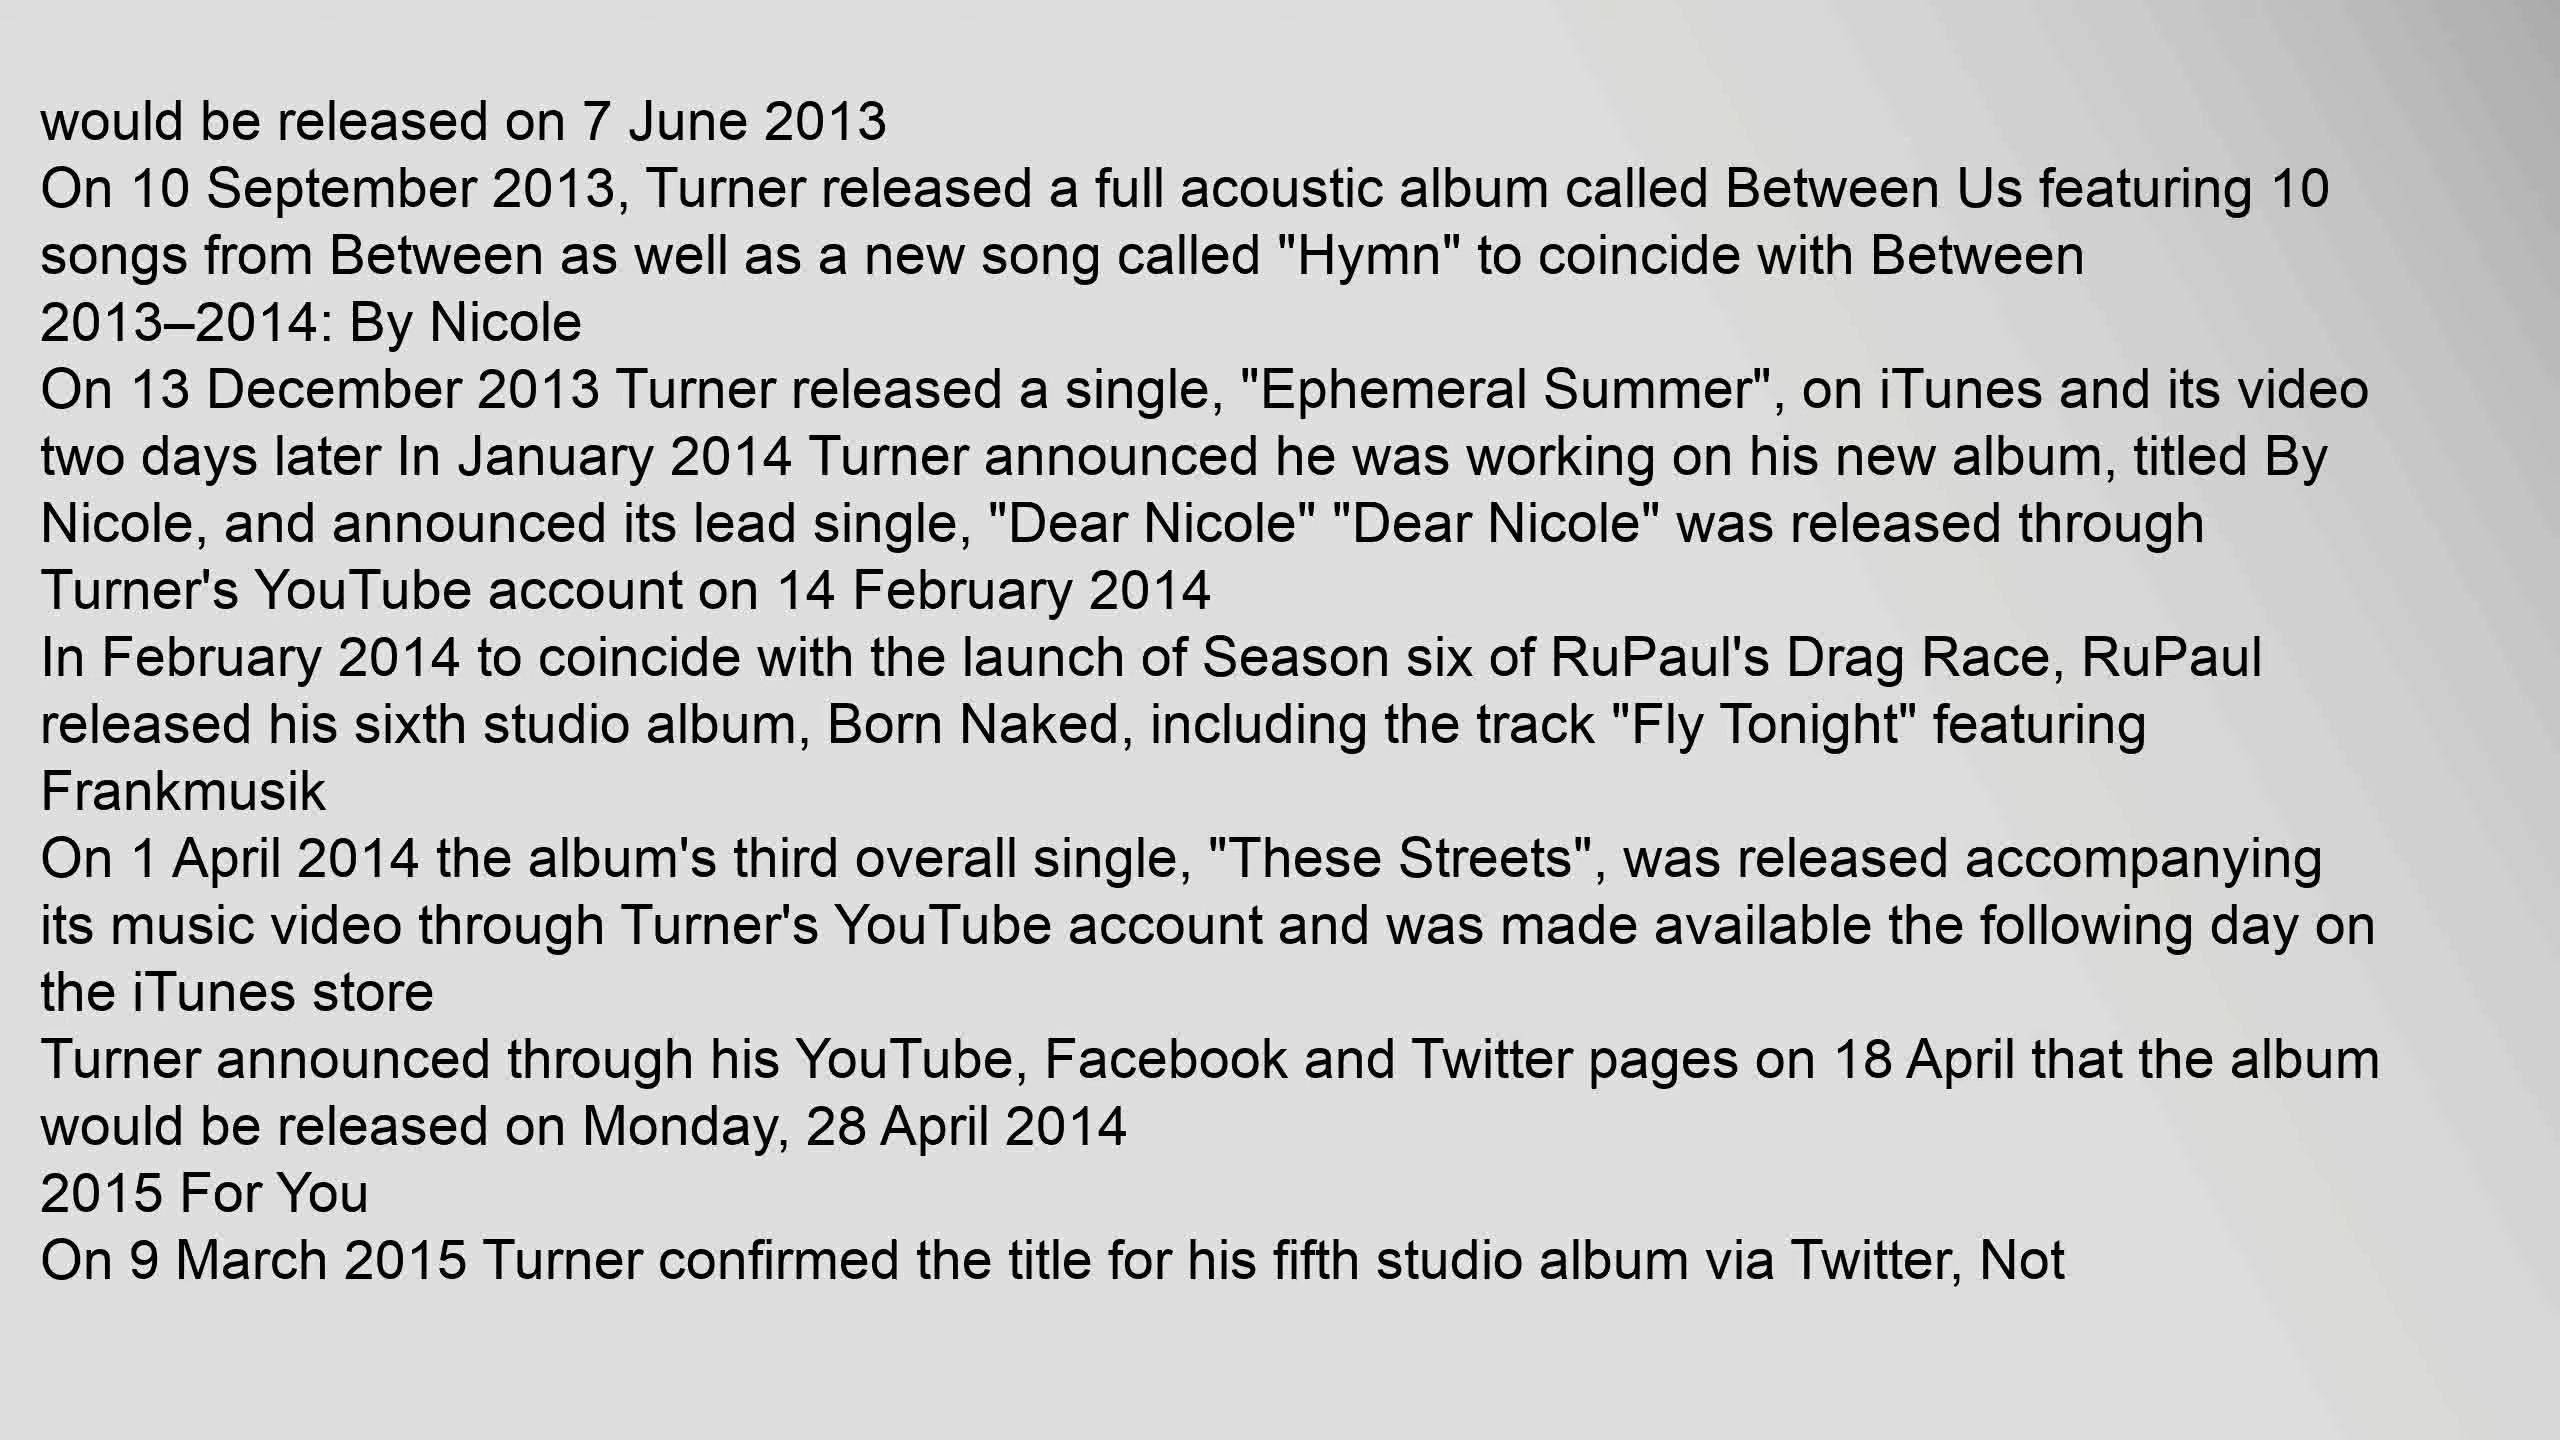 would be released on 7 June 2013
On 10 September 2013, Turner released a full acoustic album called Between Us featuring 10
songs from Between as well as a new song called "Hymn" to coincide with Between
2013–2014: By Nicole
On 13 December 2013 Turner released a single, "Ephemeral Summer", on iTunes and its video
two days later In January 2014 Turner announced he was working on his new album, titled By
Nicole, and announced its lead single, "Dear Nicole" "Dear Nicole" was released through
Turner's YouTube account on 14 February 2014
In February 2014 to coincide with the launch of Season six of RuPaul's Drag Race, RuPaul
released his sixth studio album, Born Naked, including the track "Fly Tonight" featuring
Frankmusik
On 1 April 2014 the album's third overall single, "These Streets", was released accompanying
its music video through Turner's YouTube account and was made available the following day on
the iTunes store
Turner announced through his YouTube, Facebook and Twitter pages on 18 April that the album
would be released on Monday, 28 April 2014
2015 For You
On 9 March 2015 Turner confirmed the title for his fifth studio album via Twitter, Not